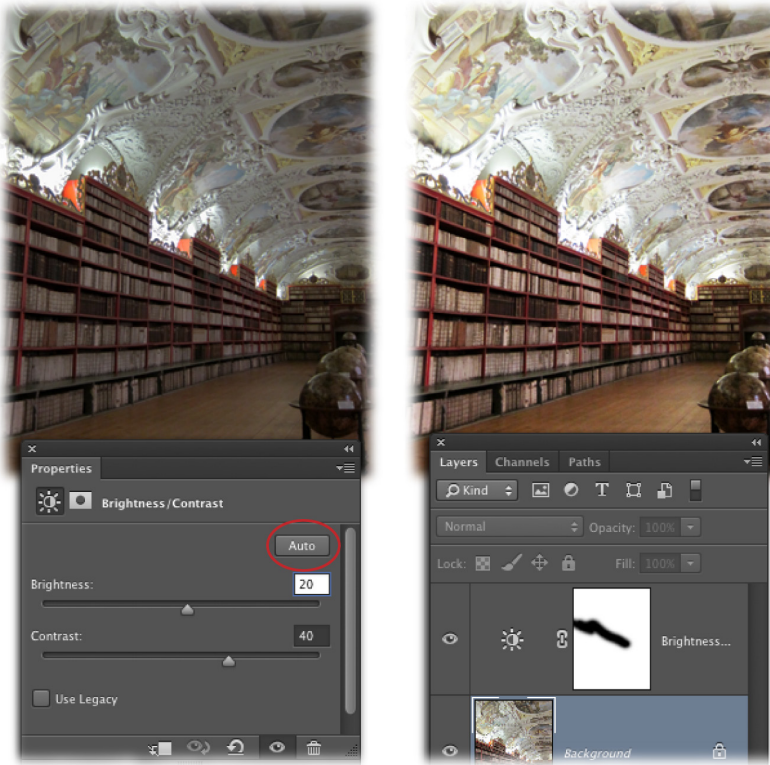 Properties
Brightness/Contrast
Auto
Brightness:
20
Contrast:
40
Use Legacy
Layers Channels Paths
Kind T
Normal Opacity: 100%
Lock: Fill: 100%
Brightness...
Background